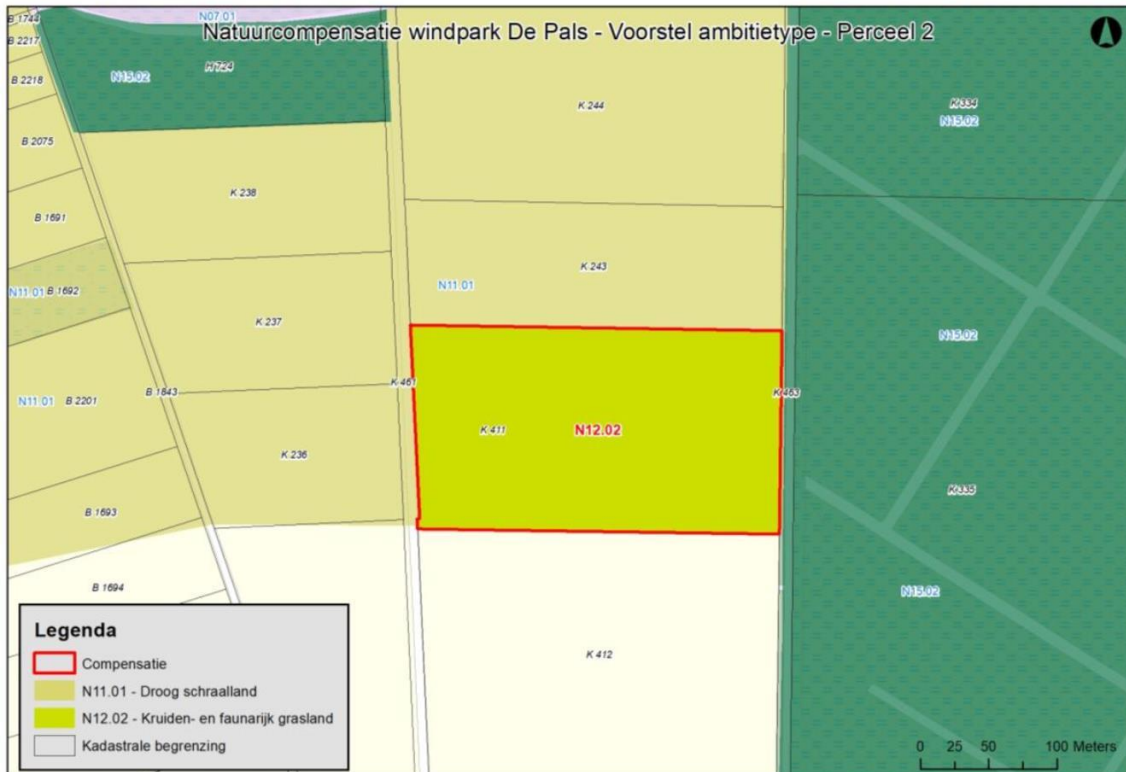 B 1744
N07.01
Natuurcompensatie windpark De Pals - Voorstel ambitietype - Perceel 2
B 2217
H 724
N15.02
B 2218
K 244
K 334
N15.02
B 2075
K 238
B 1691
K 243
N11.01
N11.01 B 1692
K 237
N15.02
K 461
B 1843
K 463
N11.01 B 2201
K 411
N12.02
K 236
K 335
B 1693
B 1694
N15.02
Legenda
Compensatie
N11.01 - Droog schraalland
N12.02 - Kruiden- en faunarijk grasland
Kadastrale begrenzing
K 412
0 25 50 100 Meters